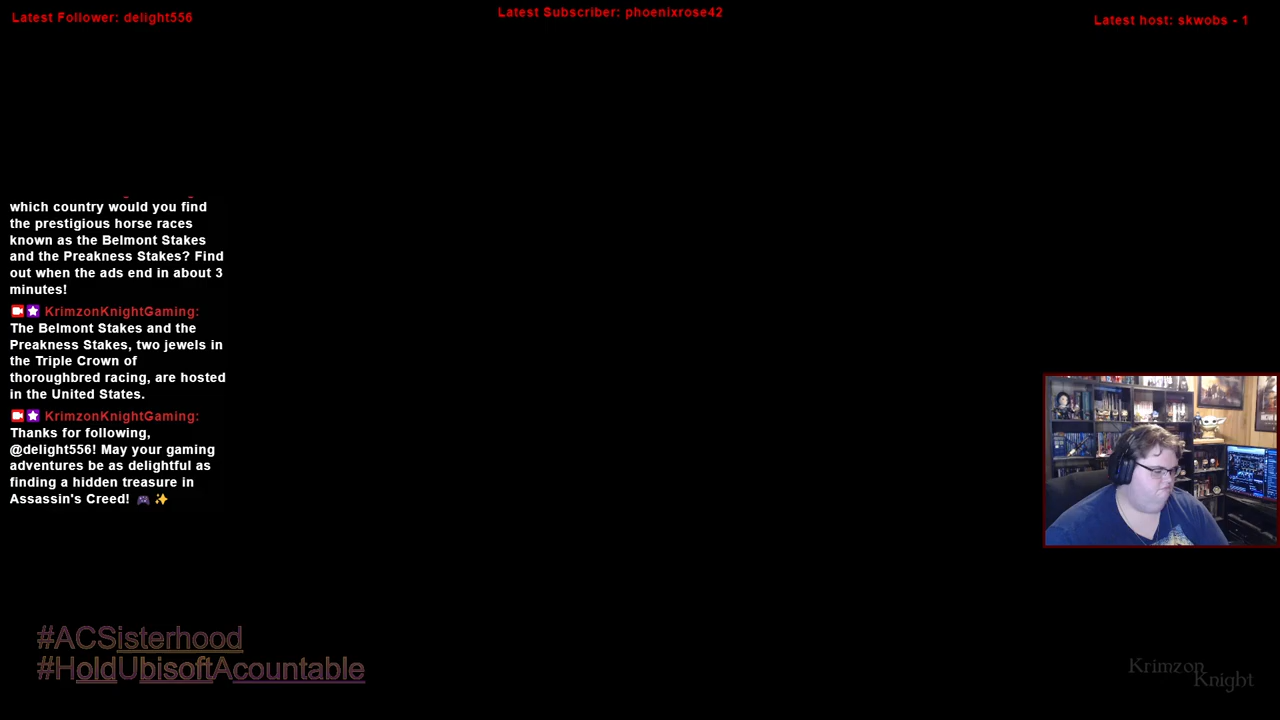 Latest Follower: delight556
Latest Subscriber: phoenixrose42
Latest host: skwobs - 1
which country would you find
the prestigious horse races
known as the Belmont Stakes
and the Preakness Stakes? Find
out when the ads end in about 3
minutes!
KrimzonKnightGaming:
The Belmont Stakes and the
Preakness Stakes, two jewels in
the Triple Crown of
thoroughbred racing, are hosted
in the United States.
KrimzonKnightGaming:
Thanks for following,
@delight556! May your gaming
adventures be as delightful as
finding a hidden treasure in
Assassin's Creed! 🎮 ✨
#ACSisterhood
#HoldUbisoftAcountable
Krimzon
Knight